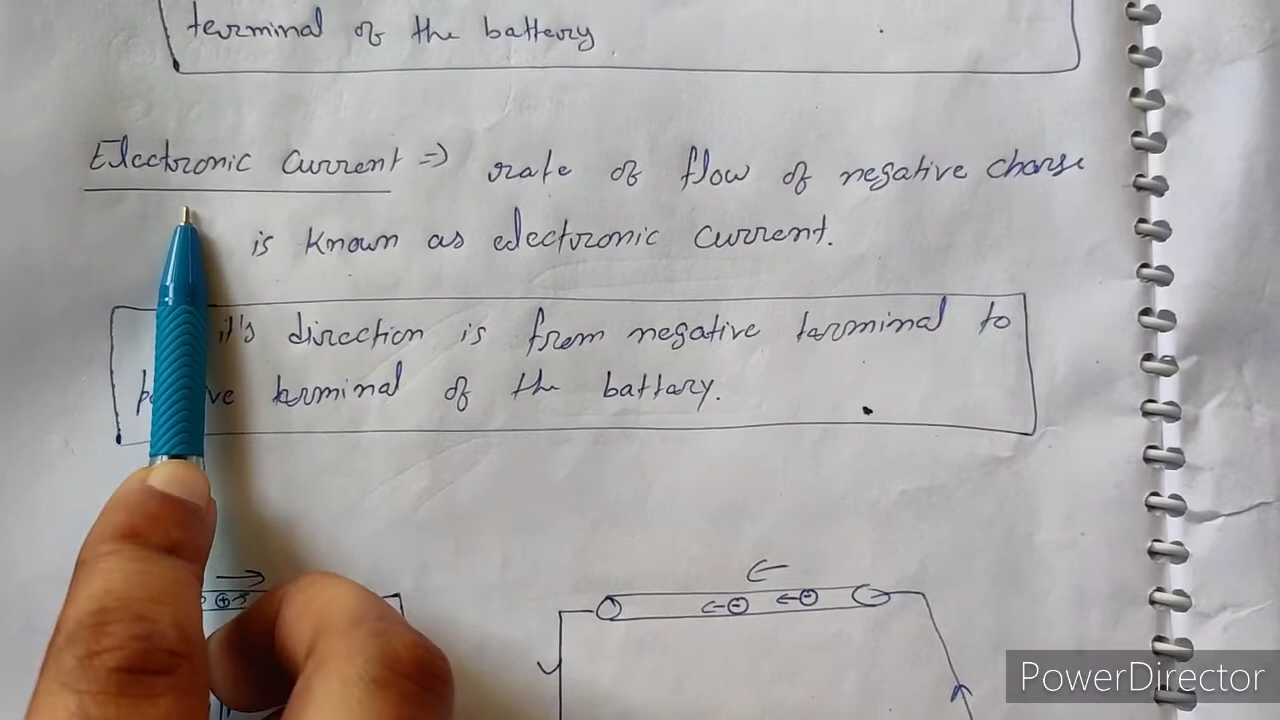 terminal of the battery
Electronic current => rate of flow of negative charge
is known as electronic current.
it's direction is from negative terminal to
terminal of the battary.
PowerDirector